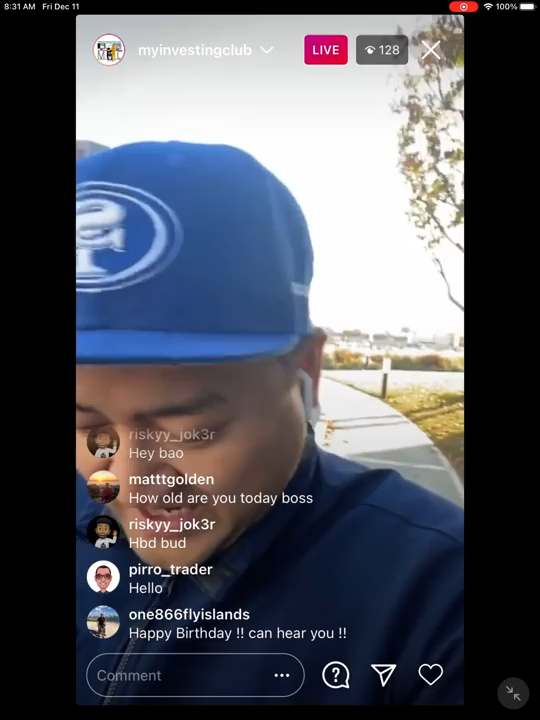 8:31 AM Fri Dec 11
100%
myinvestingclub
LIVE
128
SF
riskyy_jok3r
Hey bao
matttgolden
How old are you today boss
riskyy_jok3r
Hbd bud
pirro_trader
Hello
one866flyislands
Happy Birthday !! can hear you !!
Comment